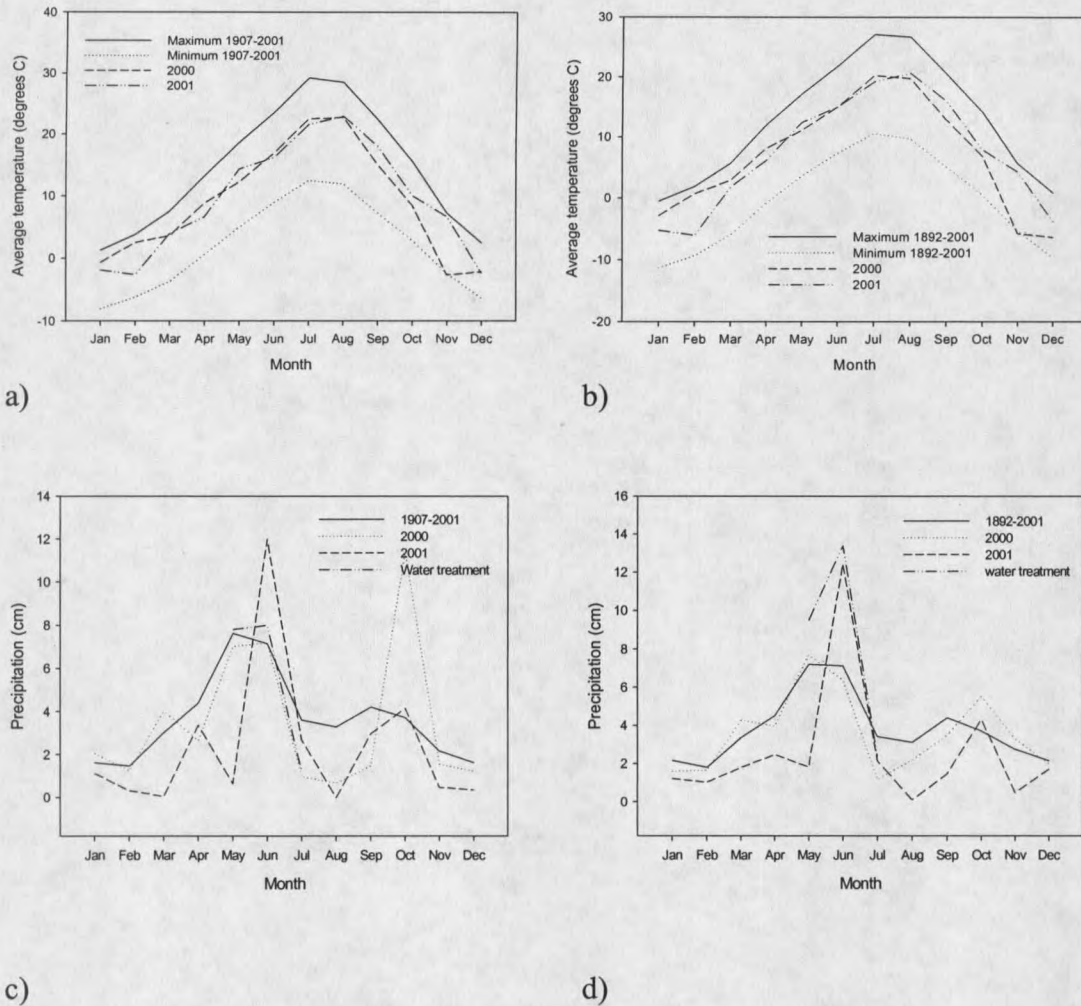 Average temperature (degrees C)
40
30
20
10
0
-10
Maximum 1907-2001
Minimum 1907-2001
2000
2001
Jan Feb Mar Apr May Jun Jul Aug Sep Oct Nov Dec
Month
a)
Average temperature (degrees C)
30
20
10
0
-10
-20
Maximum 1892-2001
Minimum 1892-2001
2000
2001
Jan Feb Mar Apr May Jun Jul Aug Sep Oct Nov Dec
Month
b)
Precipitation (cm)
14
12
10
8
6
4
2
0
1907-2001
2000
2001
Water treatment
Jan Feb Mar Apr May Jun Jul Aug Sep Oct Nov Dec
Month
c)
Precipitation (cm)
16
14
12
10
8
6
4
2
0
1892-2001
2000
2001
water treatment
Jan Feb Mar Apr May Jun Jul Aug Sep Oct Nov Dec
Month
d)